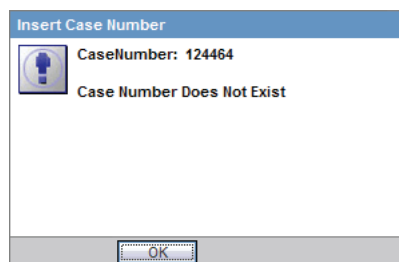 Insert Case Number
CaseNumber: 124464
Case Number Does Not Exist
OK